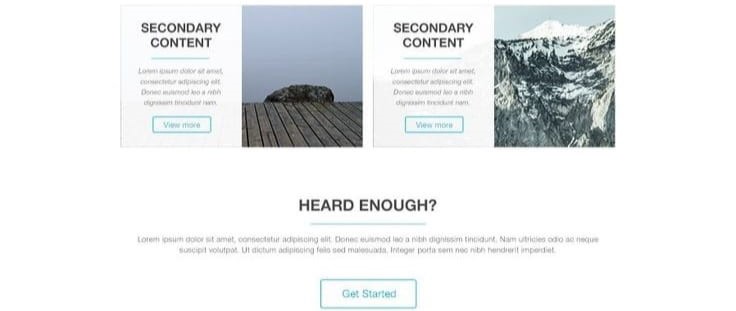 SECONDARY
CONTENT
Lorem ipsum dolor sit amet,
consectetur adipiscing elit.
Donec euismod leo a nibh
dignissim tincidunt nam.
View more
SECONDARY
CONTENT
Lorem ipsum dolor sit amet,
consectetur adipiscing elit.
Donec euismod leo a nibh
dignissim tincidunt nam.
View more
HEARD ENOUGH?
Lorem ipsum dolor sit amet, consectetur adipiscing elit. Donec euismod leo a nibh dignissim tincidunt. Nam ultricies odio ac neque
suscipit volutpat. Ut dictum adipiscing felis sed malesuada. Integer porta sem nec nibh hendrerit imperdiet.
Get Started